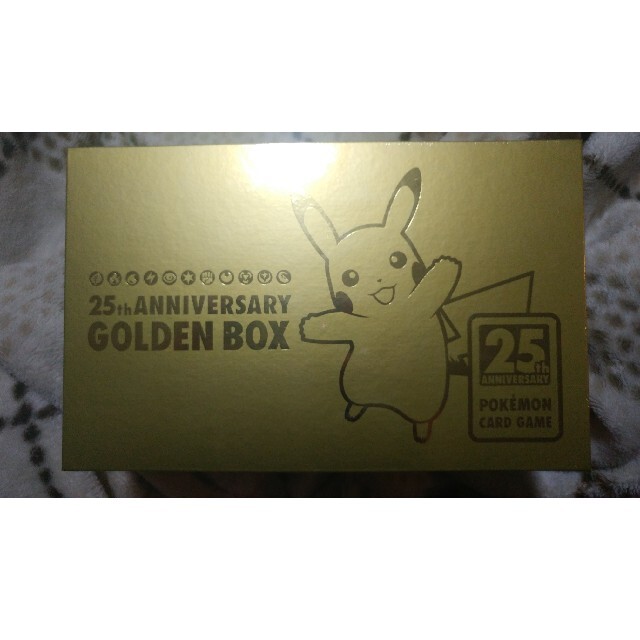 25th ANNIVERSARY
GOLDEN BOX
25th
ANNIVERSARY
POKÉMON
CARD GAME